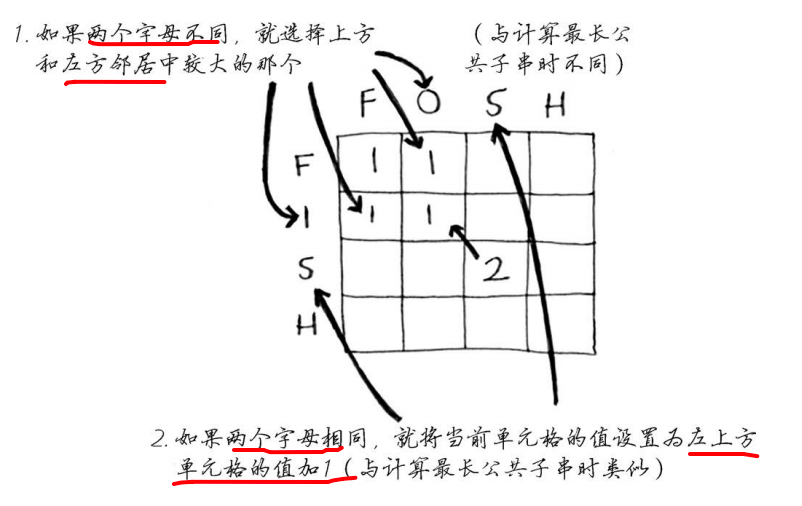 1. 如果两个字母不同，就选择上方
和左方邻居中较大的那个
（与计算最长公
共子串时不同）
F O S H
F 1 1
I 1 1
S 2
H
2. 如果两个字母相同，就将当前单元格的值设置为左上方
单元格的值加1（与计算最长公共子串时类似）